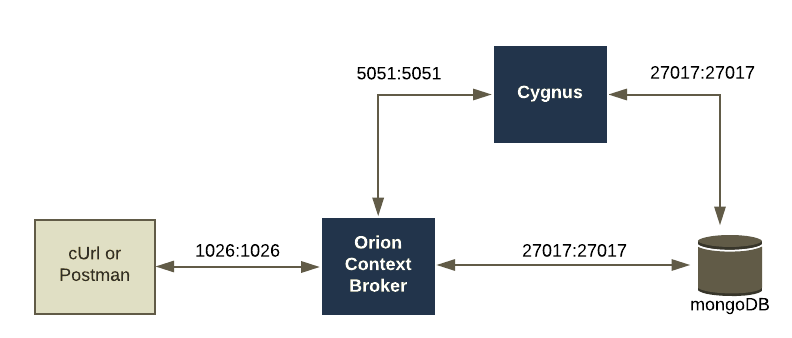 5051:5051
27017:27017
Cygnus
cUrl or
Postman
1026:1026
Orion
Context
Broker
27017:27017
mongoDB